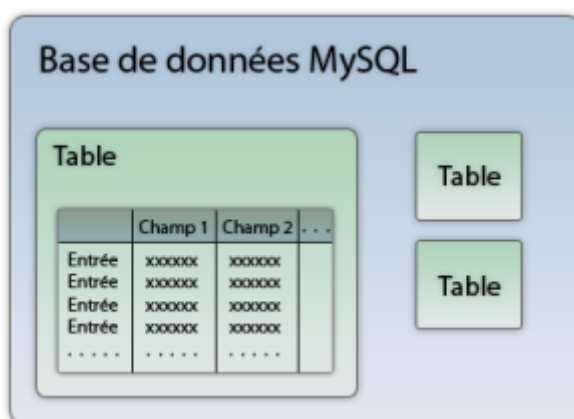 Base de données MySQL
Table
Champ 1 Champ 2 ...
Entrée xxxxxx xxxxxx
Entrée xxxxxx xxxxxx
Entrée xxxxxx xxxxxx
Entrée xxxxxx xxxxxx
. . . . . . . . . . . . . . .
Table
Table